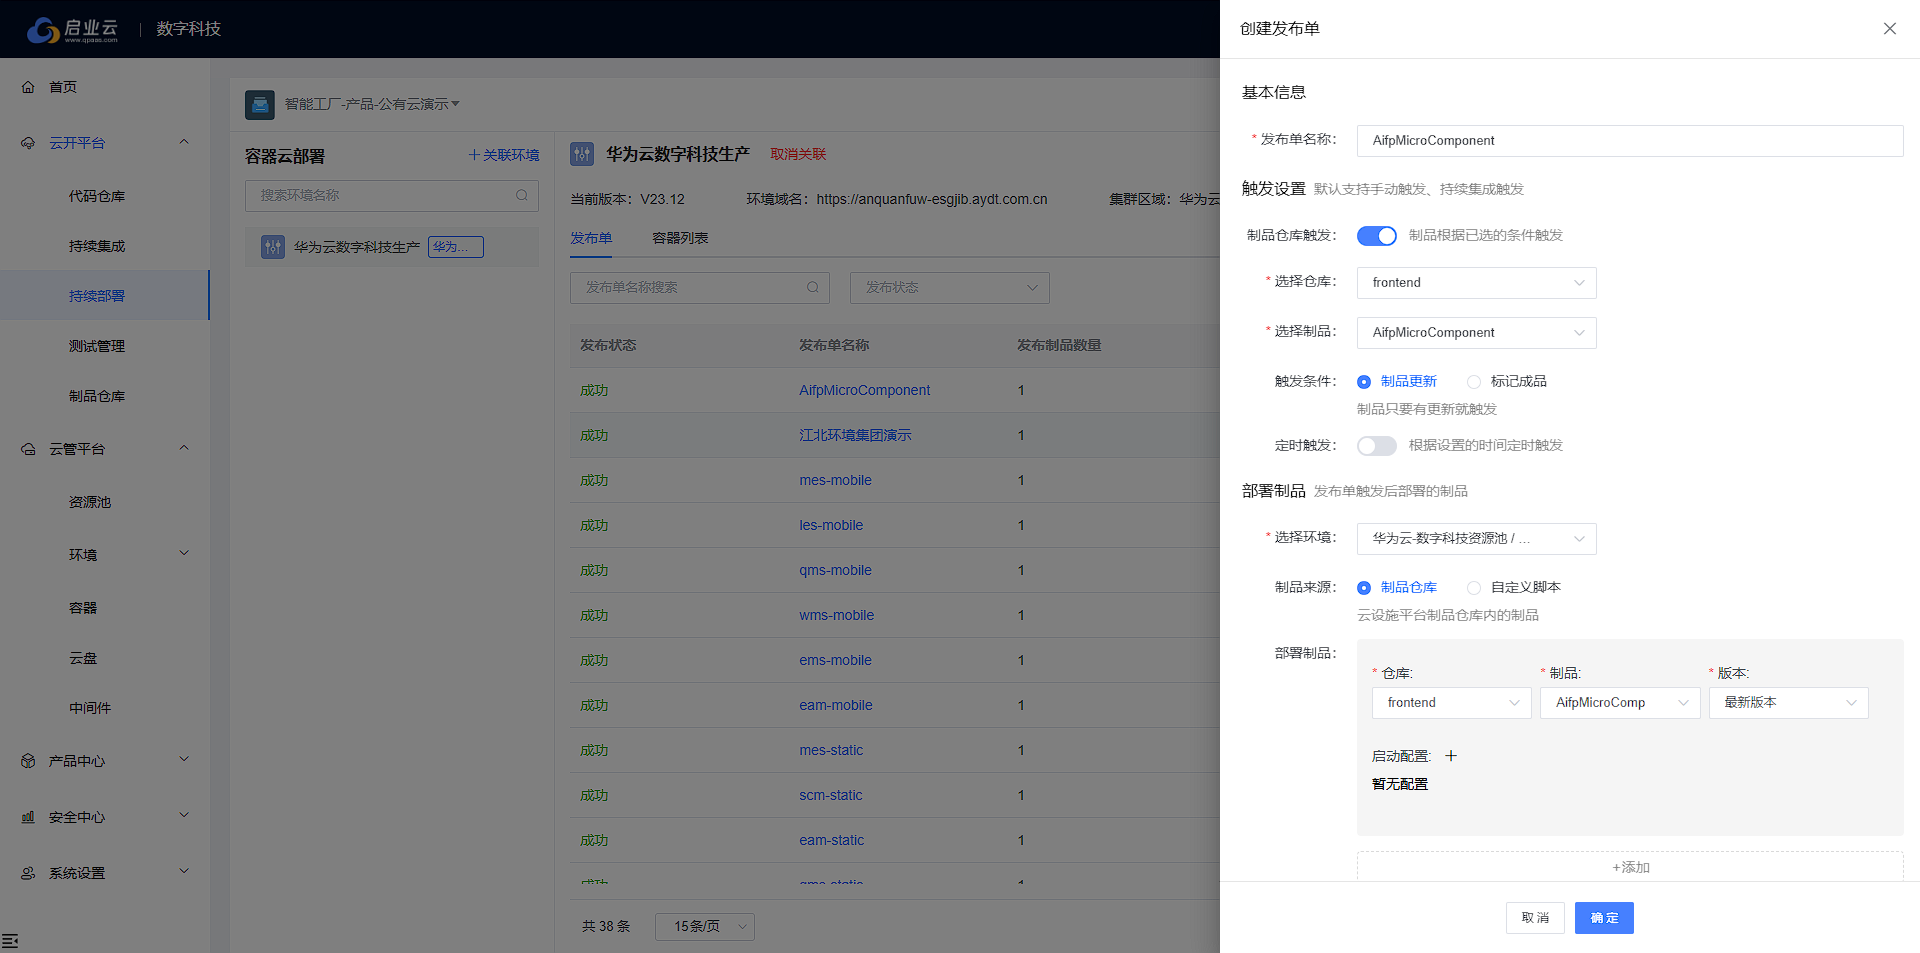 启业云
www.qpaas.com
数字科技
首页
云开平台
代码仓库
持续集成
持续部署
测试管理
制品仓库
云管平台
资源池
环境
容器
云盘
中间件
产品中心
安全中心
系统设置
智能工厂-产品-公有云演示
容器云部署
关联环境
搜索环境名称
华为云数字科技生产 华为...
华为云数字科技生产 取消关联
当前版本：V23.12 环境域名：https://anquanfuw-esgjib.aydt.com.cn 集群区域：华为云
发布单 容器列表
发布单名称搜索 发布状态
发布状态 发布单名称 发布制品数量
成功 AifpMicroComponent 1
成功 江北环境集团演示 1
成功 mes-mobile 1
成功 les-mobile 1
成功 qms-mobile 1
成功 wms-mobile 1
成功 ems-mobile 1
成功 eam-mobile 1
成功 mes-static 1
成功 scm-static 1
成功 eam-static 1
成功 qms-static 1
共 38 条 15条/页
创建发布单
基本信息
* 发布单名称： AifpMicroComponent
触发设置 默认支持手动触发、持续集成触发
制品仓库触发： 制品根据已选的条件触发
* 选择仓库： frontend
* 选择制品： AifpMicroComponent
触发条件： 制品更新 标记成品
制品只要有更新就触发
定时触发： 根据设置的时间定时触发
部署制品 发布单触发后部署的制品
* 选择环境： 华为云-数字科技资源池 / ...
制品来源： 制品仓库 自定义脚本
云设施平台制品仓库内的制品
部署制品：
* 仓库: * 制品: * 版本:
frontend AifpMicroComp 最新版本
启动配置: +
暂无配置
+添加
取消 确定